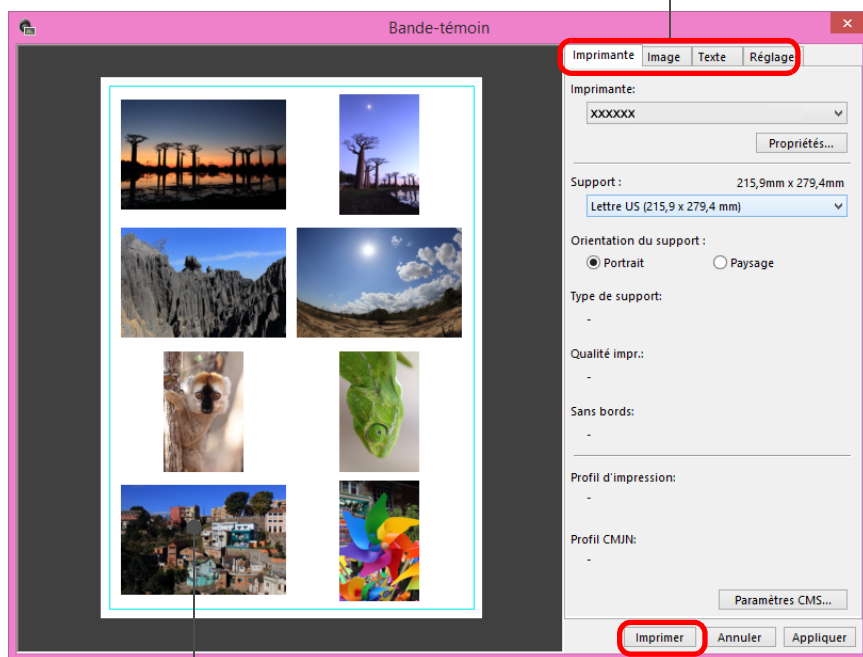 Bande-témoin
Imprimante Image Texte Réglage
Imprimante:
XXXXXX
Propriétés...
Support : 215,9mm x 279,4mm
Lettre US (215,9 x 279,4 mm)
Orientation du support :
Portrait Paysage
Type de support:
-
Qualité impr.:
-
Sans bords:
-
Profil d'impression:
-
Profil CMJN:
-
Paramètres CMS...
Imprimer Annuler Appliquer